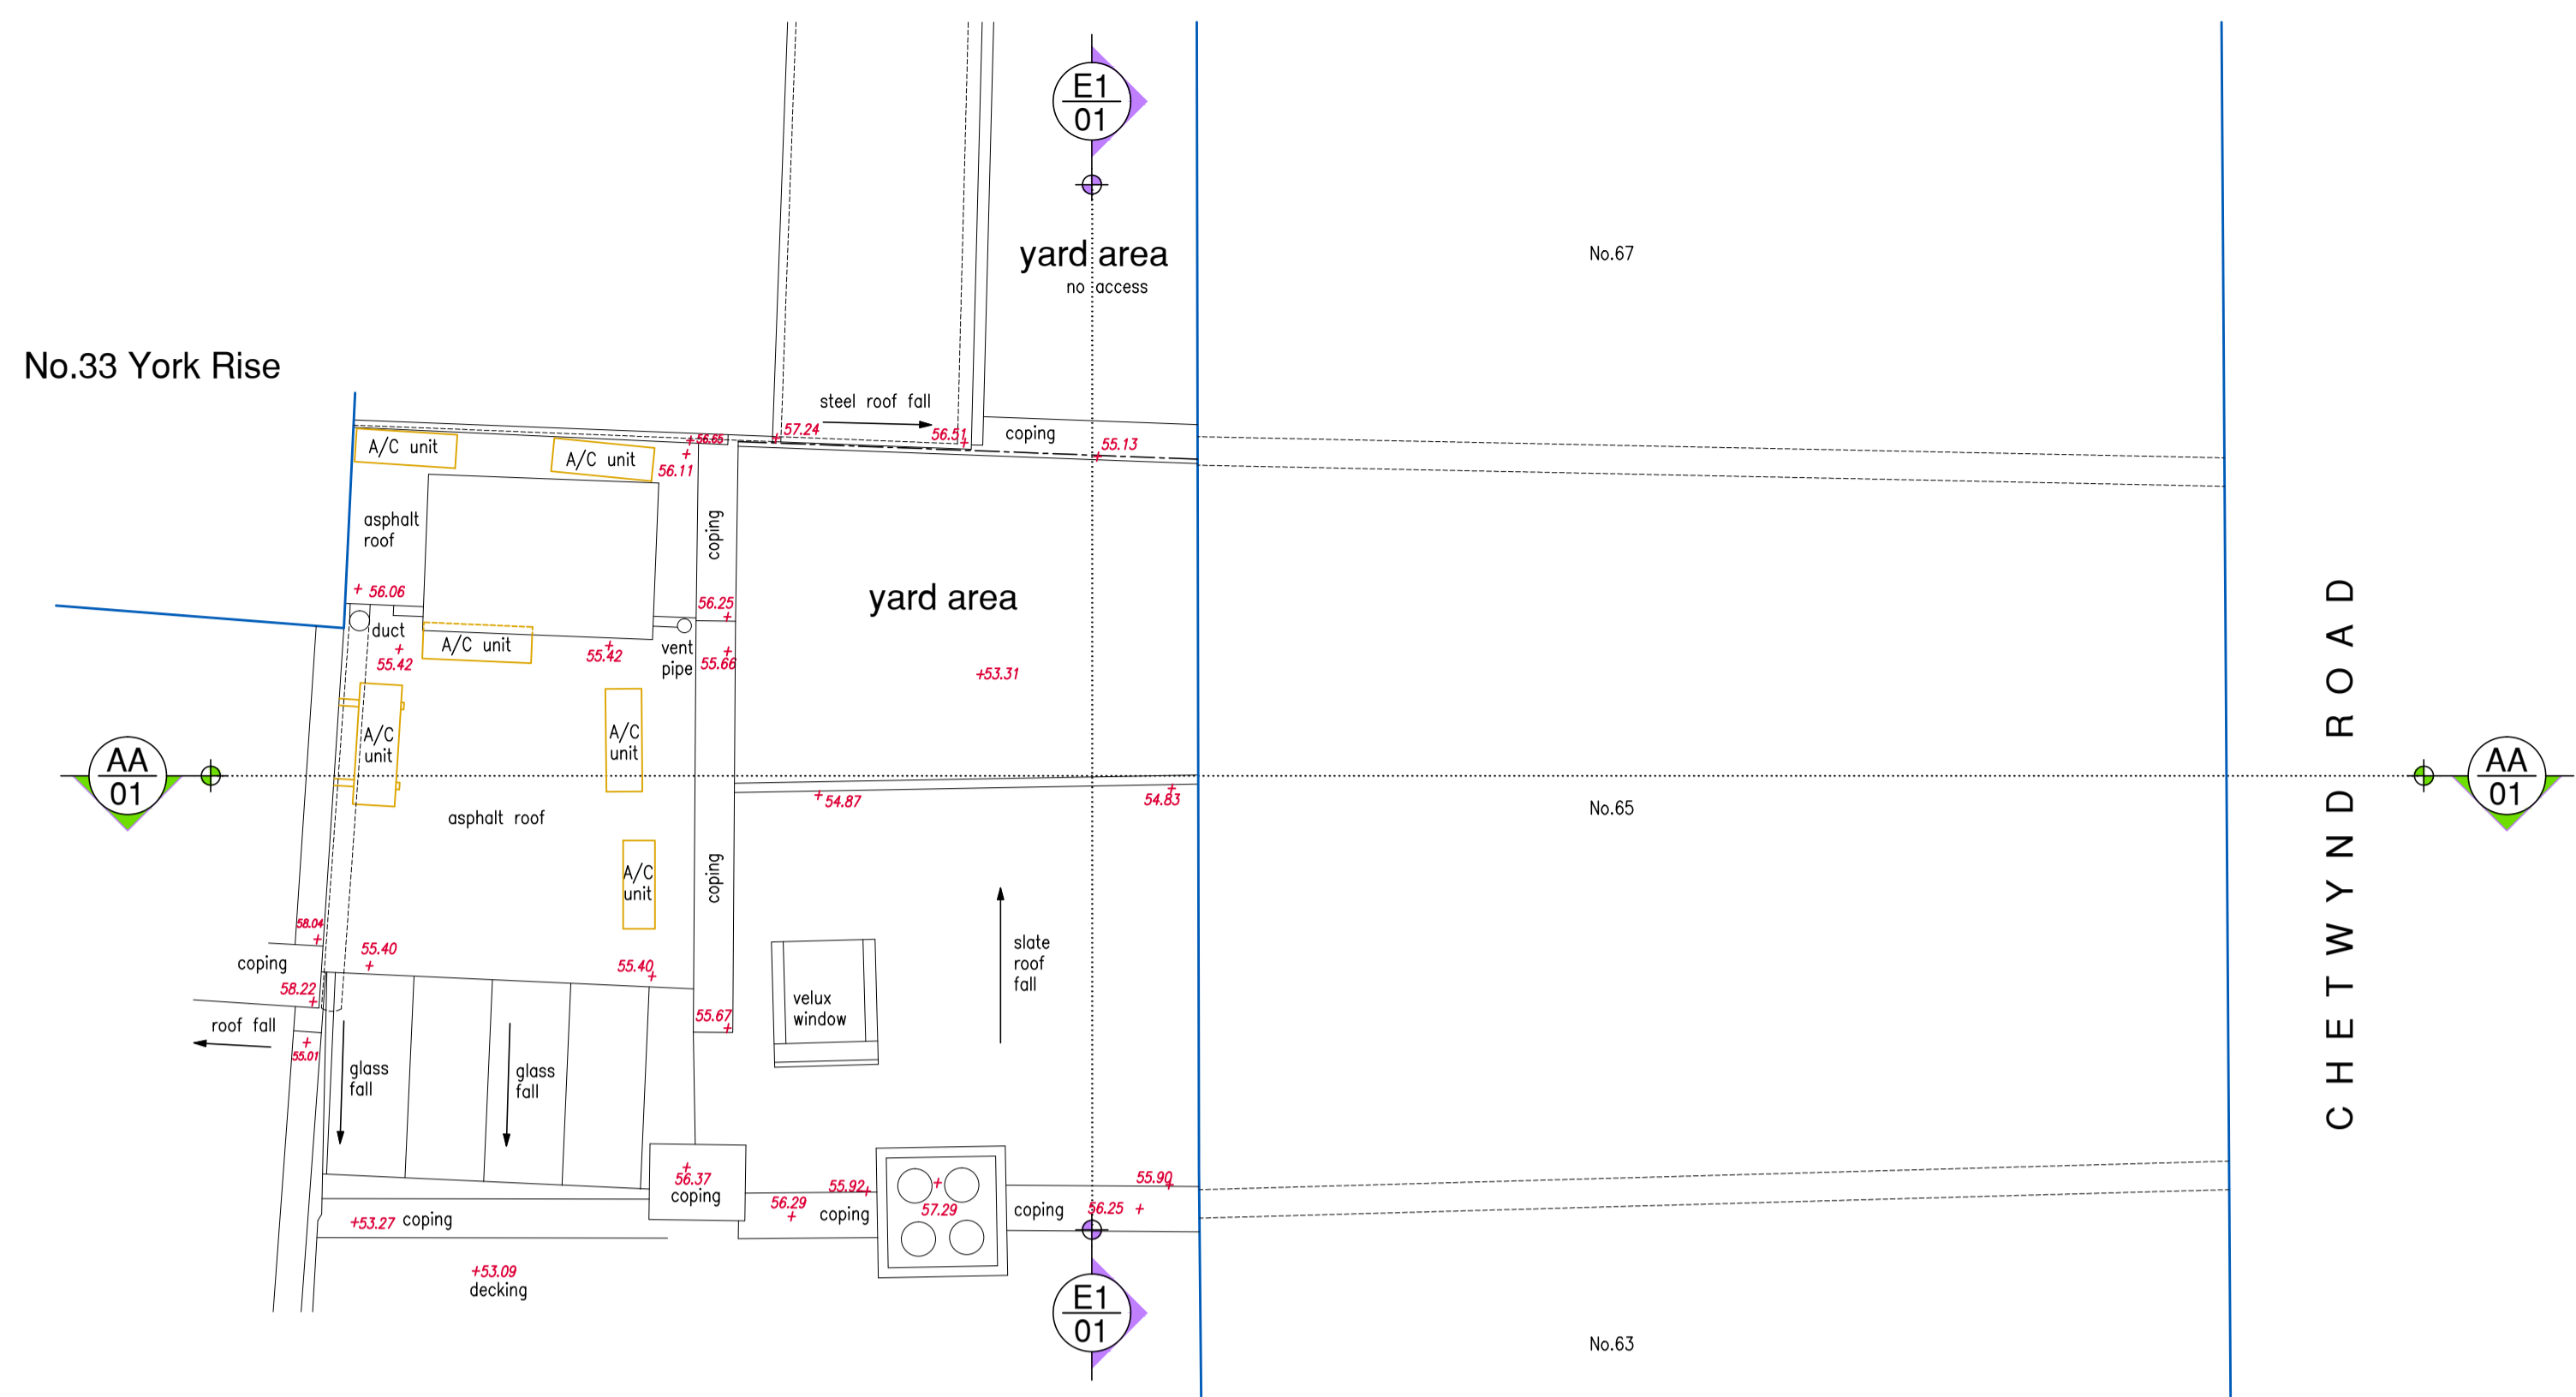 E1
01
yard area
no access
No.67
No.33 York Rise
steel roof fall
57.24
56.51
coping
55.13
A/C unit
A/C unit
56.65
56.11
asphalt
roof
coping
56.06
56.25
yard area
duct
55.42
A/C unit
55.42
vent
pipe
55.66
+53.31
A/C
unit
A/C
unit
AA
01
AA
01
54.87
54.83
No.65
asphalt roof
CHETWYND ROAD
A/C
unit
coping
58.04
coping
55.40
55.40
slate
roof
fall
58.22
velux
window
55.67
roof fall
55.01
glass
fall
glass
fall
56.37
coping
55.92
55.90
56.29
coping
57.29
coping
56.25
+53.27 coping
+53.09
decking
E1
01
No.63